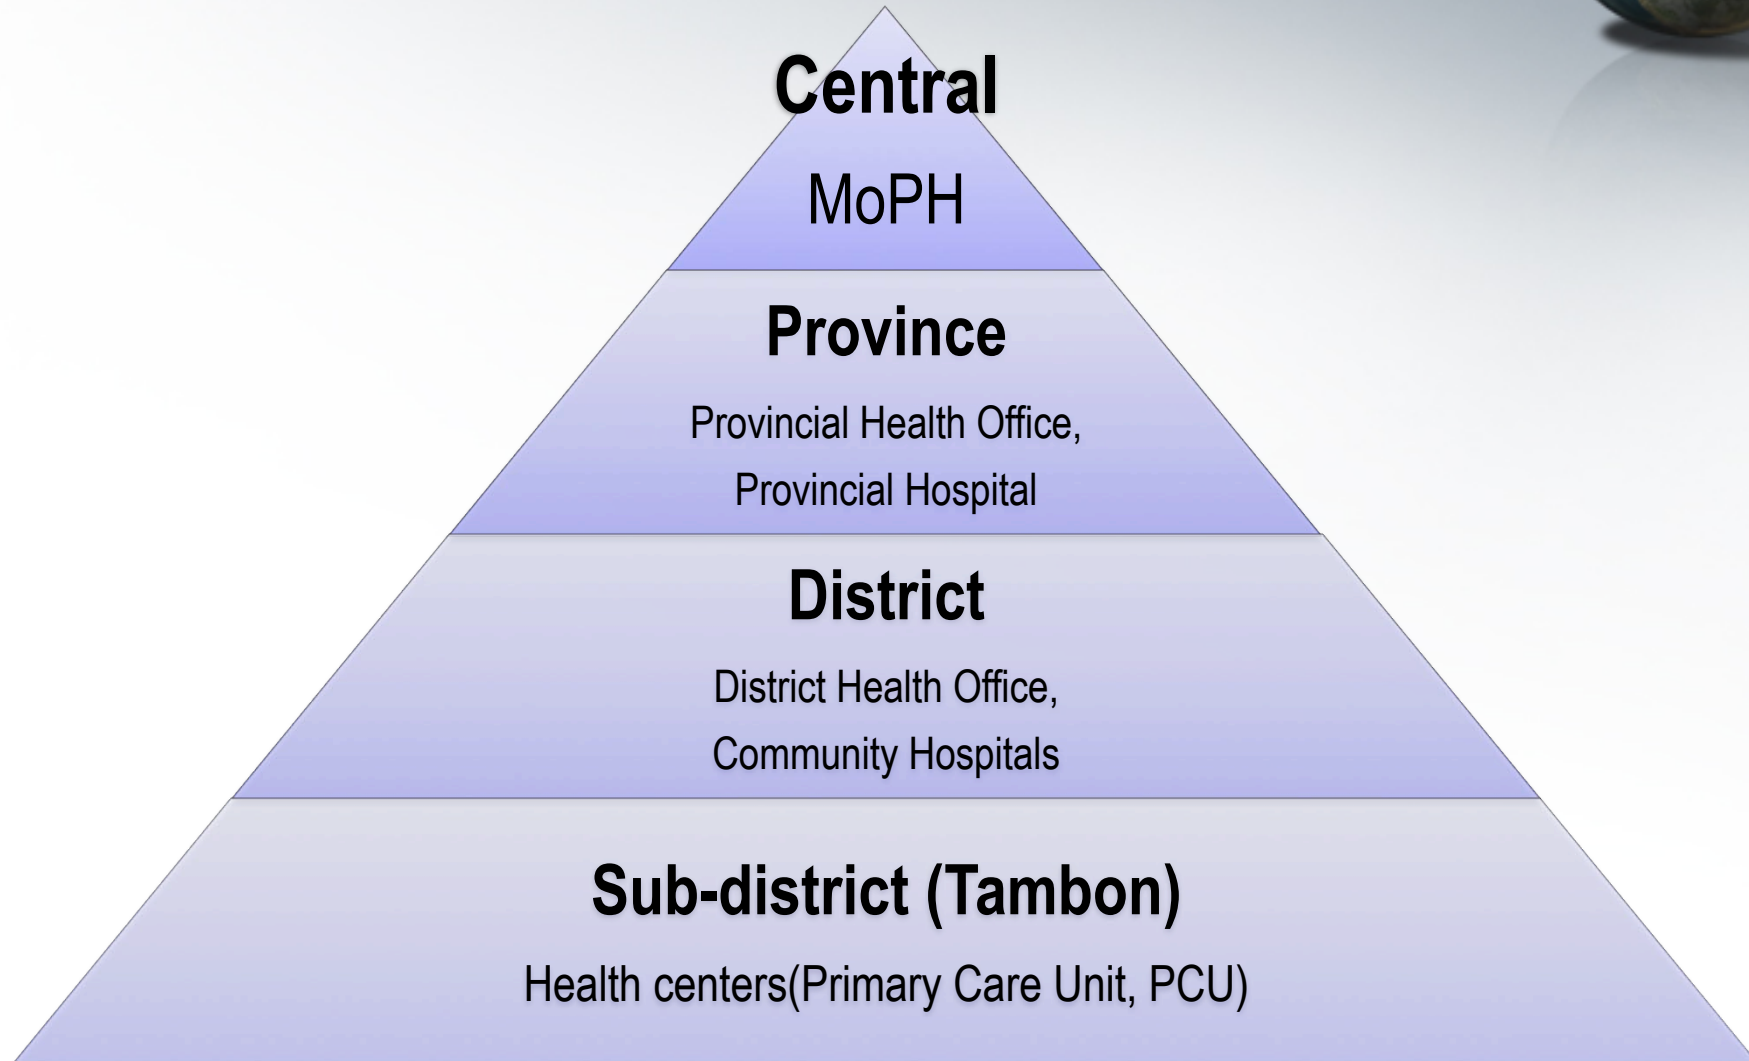 Central
MoPH
Province
Provincial Health Office,
Provincial Hospital
District
District Health Office,
Community Hospitals
Sub-district (Tambon)
Health centers(Primary Care Unit, PCU)